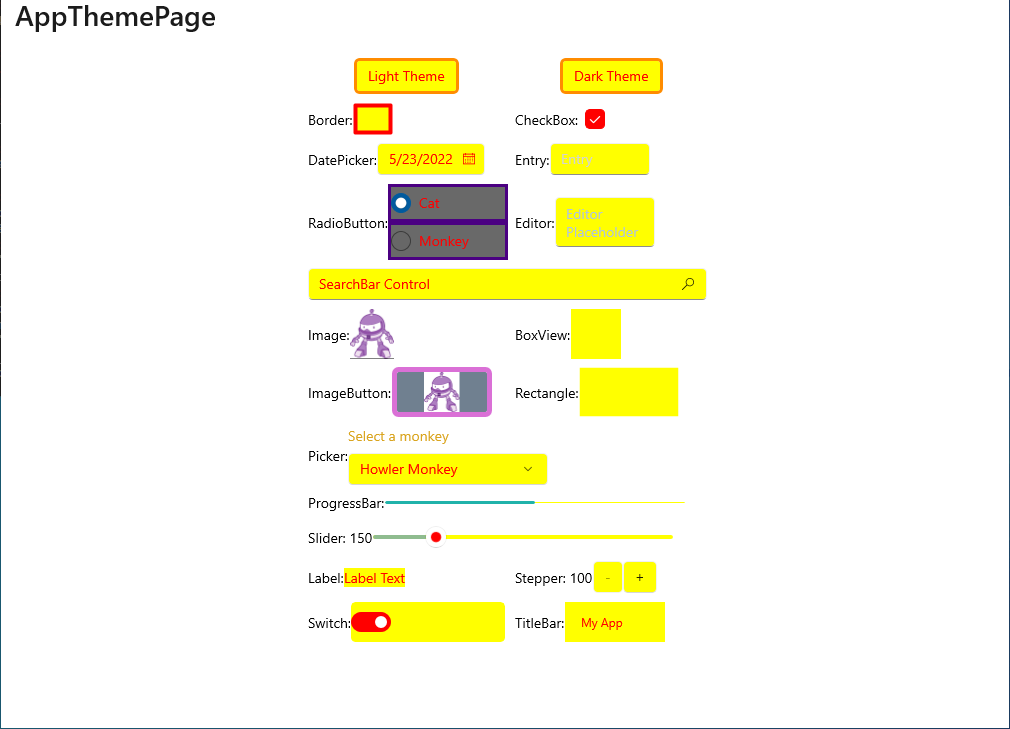 AppThemePage
Light Theme Dark Theme
Border: CheckBox:
DatePicker: 5/23/2022 Entry: Entry
RadioButton: Cat
Monkey
Editor: Editor
Placeholder
SearchBar Control
Image: BoxView:
ImageButton: Rectangle:
Select a monkey
Picker: Howler Monkey
ProgressBar:
Slider: 150
Label: Label Text Stepper: 100 - +
Switch: TitleBar: My App